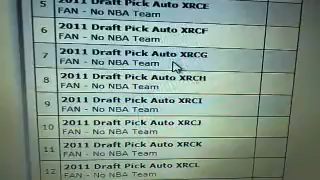 5 2011 Draft Pick Auto XRCE
FAN - No NBA Team
6 2011 Draft Pick Auto XRCF
FAN - No NBA Team
7 2011 Draft Pick Auto XRCG
FAN - No NBA Team
8 2011 Draft Pick Auto XRCH
FAN - No NBA Team
9 2011 Draft Pick Auto XRCI
FAN - No NBA Team
10 2011 Draft Pick Auto XRCJ
FAN - No NBA Team
11 2011 Draft Pick Auto XRCK
FAN - No NBA Team
12 2011 Draft Pick Auto XRCL
FAN - No NBA Team